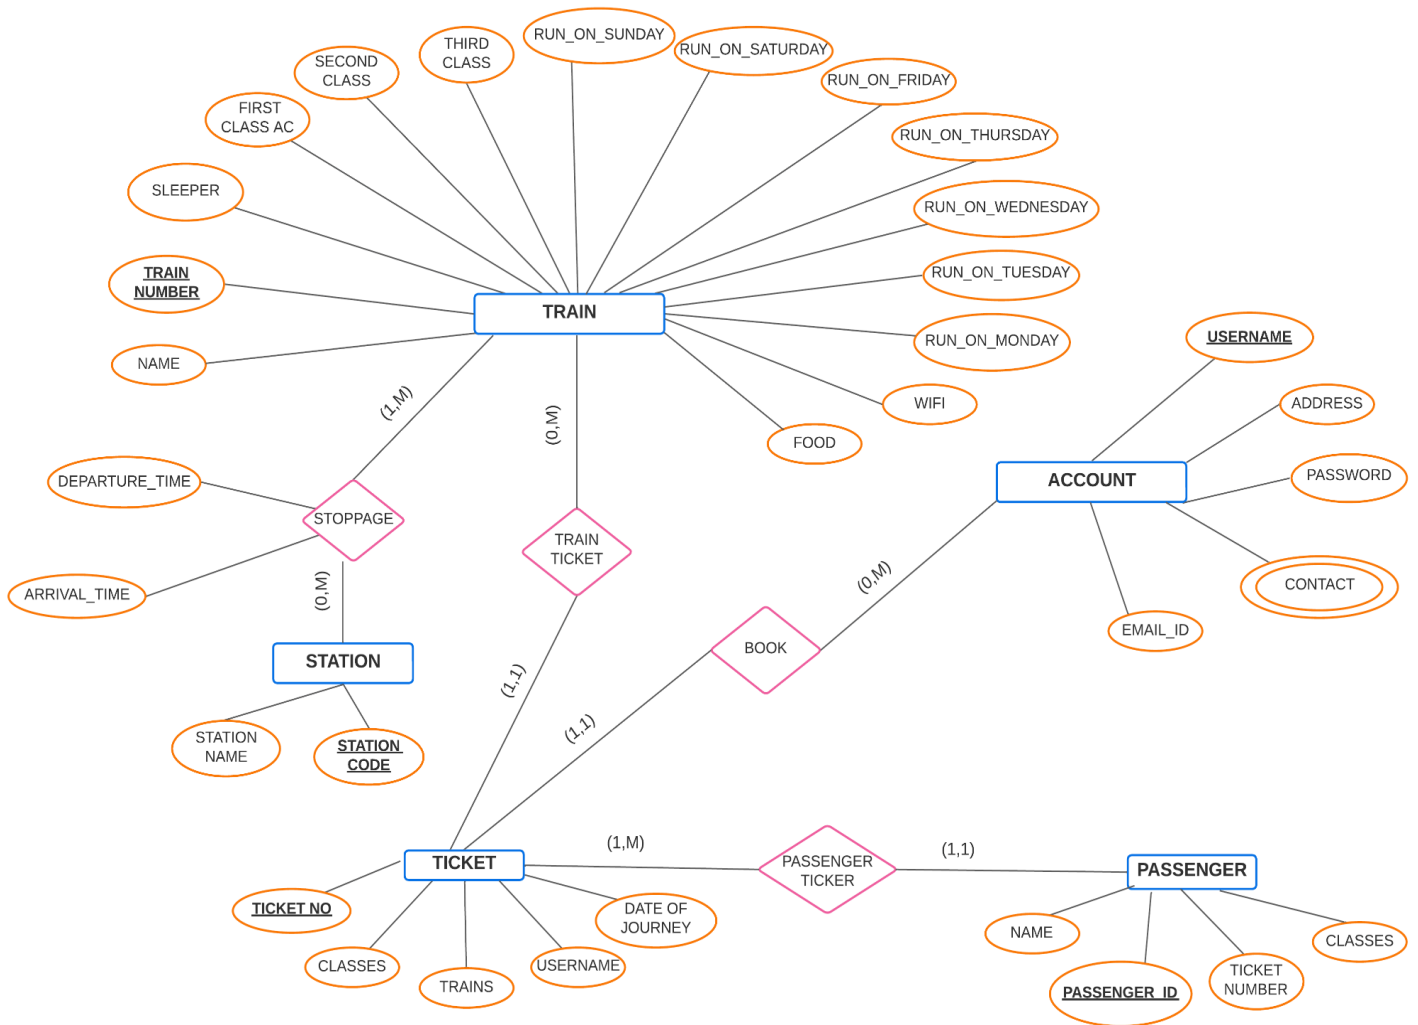 THIRD
CLASS
RUN_ON_SUNDAY
RUN_ON_SATURDAY
SECOND
CLASS
RUN_ON_FRIDAY
FIRST
CLASS AC
RUN_ON_THURSDAY
SLEEPER
RUN_ON_WEDNESDAY
TRAIN
NUMBER
RUN_ON_TUESDAY
TRAIN
RUN_ON_MONDAY
USERNAME
NAME
(1,M)
(0,M)
WIFI
ADDRESS
FOOD
DEPARTURE_TIME
ACCOUNT
PASSWORD
STOPPAGE
TRAIN
TICKET
(0,M)
(0,M)
CONTACT
ARRIVAL_TIME
EMAIL_ID
BOOK
STATION
(1,1)
(1,1)
STATION
NAME
STATION
CODE
(1,M)
(1,1)
TICKET
PASSENGER
TICKER
PASSENGER
TICKET NO
DATE OF
JOURNEY
NAME
CLASSES
CLASSES
TRAINS
USERNAME
PASSENGER_ID
TICKET
NUMBER